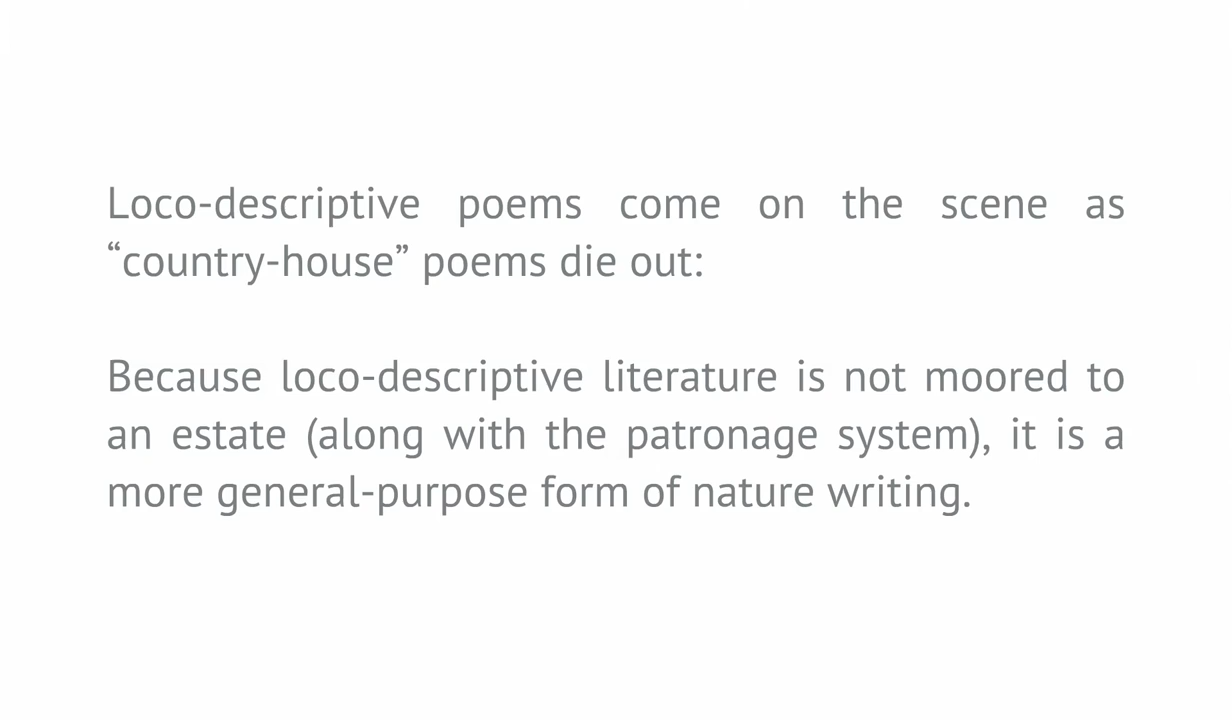 Loco-descriptive poems come on the scene as
“country-house” poems die out:
Because loco-descriptive literature is not moored to
an estate (along with the patronage system), it is a
more general-purpose form of nature writing.